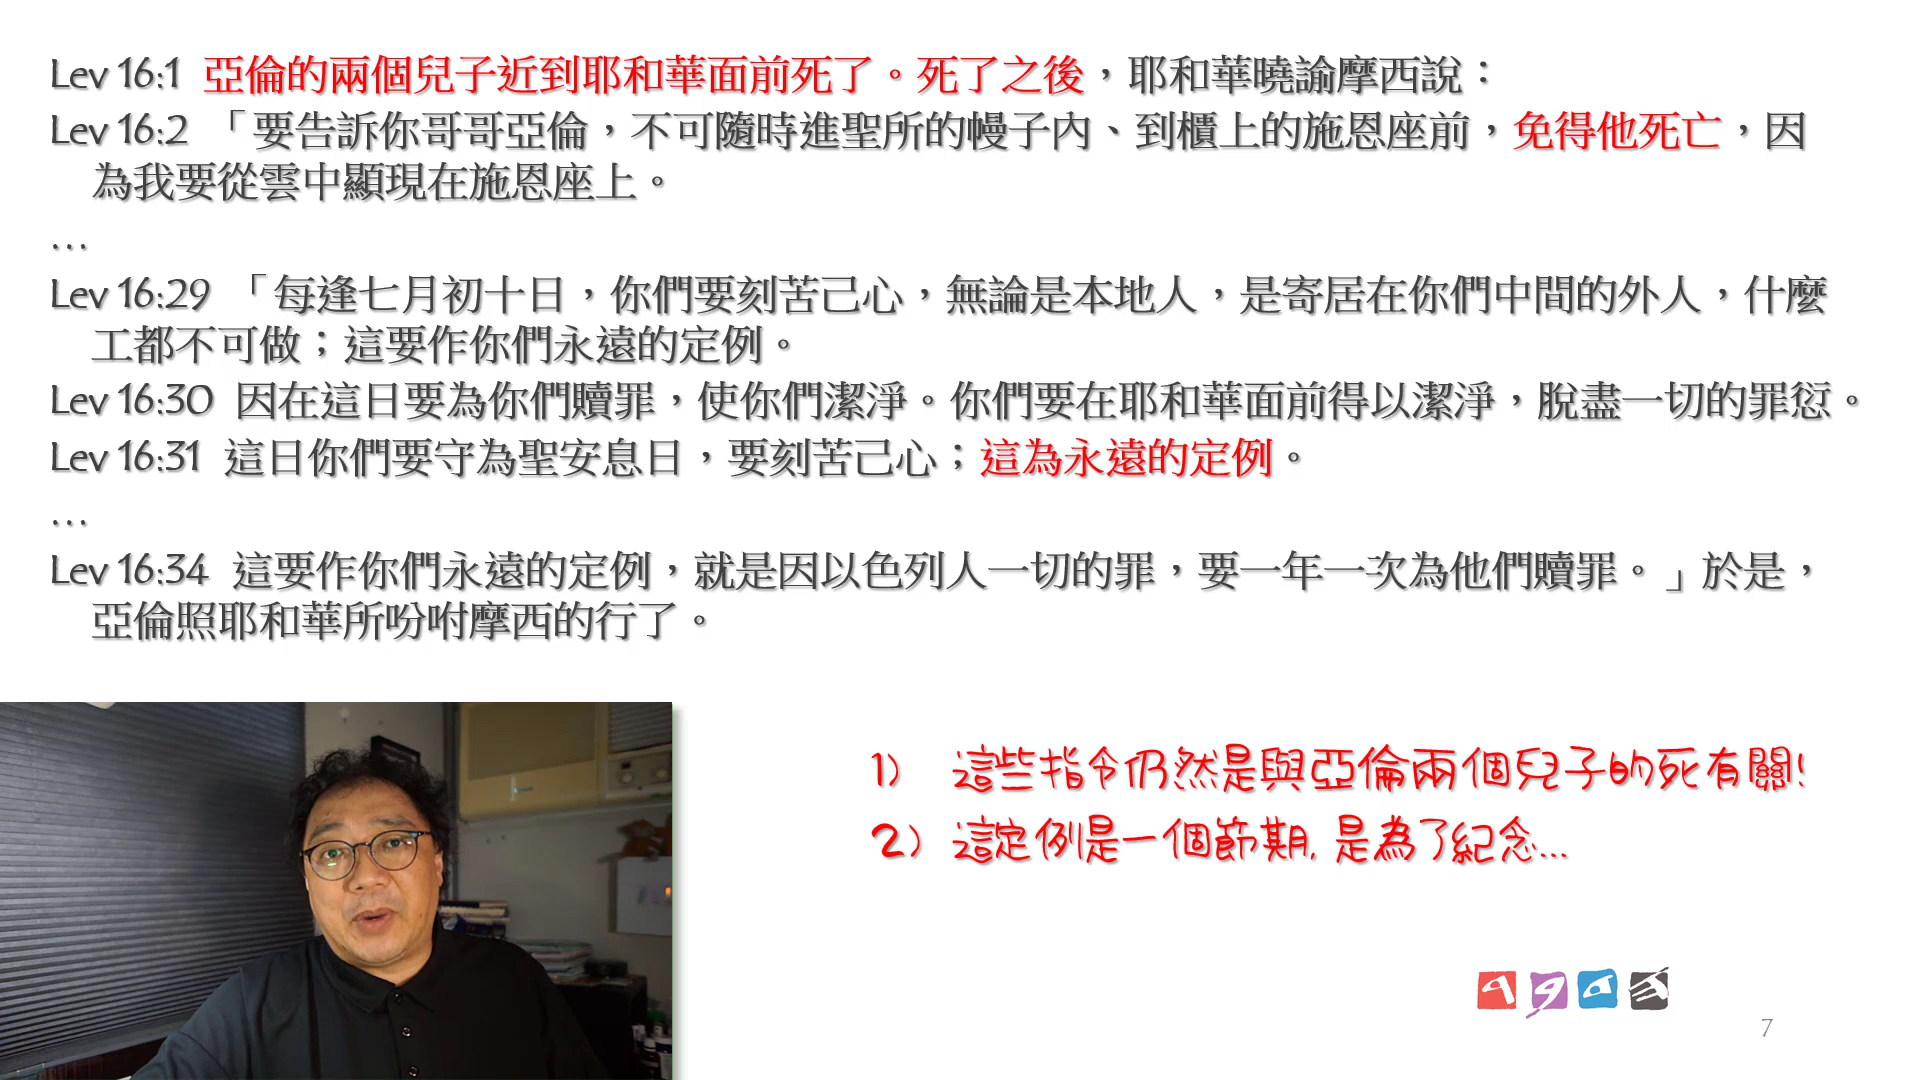 Lev 16:1 亞倫的兩個兒子近到耶和華面前死了。死了之後，耶和華曉諭摩西說：
Lev 16:2 「要告訴你哥哥亞倫，不可隨時進聖所的幔子內、到櫃上的施恩座前，免得他死亡，因
為我要從雲中顯現在施恩座上。
…
Lev 16:29 「每逢七月初十日，你們要刻苦己心，無論是本地人，是寄居在你們中間的外人，什麼
工都不可做；這要作你們永遠的定例。
Lev 16:30 因在這日要為你們贖罪，使你們潔淨。你們要在耶和華面前得以潔淨，脫盡一切的罪愆。
Lev 16:31 這日你們要守為聖安息日，要刻苦己心；這為永遠的定例。
…
Lev 16:34 這要作你們永遠的定例，就是因以色列人一切的罪，要一年一次為他們贖罪。」於是，
亞倫照耶和華所吩咐摩西的行了。
1) 這些指令仍然是與亞倫兩個兒子的死有關!
2) 這定例是一個節期, 是為了紀念...
7